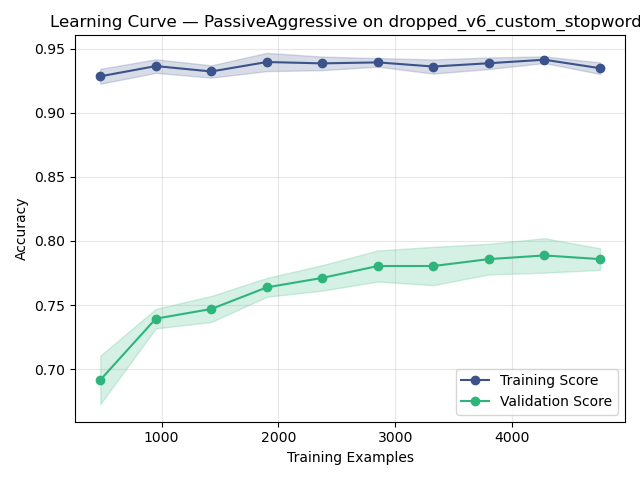 Learning Curve — PassiveAggressive on dropped_v6_custom_stopword
0.95
0.90
0.85
0.80
0.75
0.70
Accuracy
1000
2000
3000
4000
Training Examples
Training Score
Validation Score